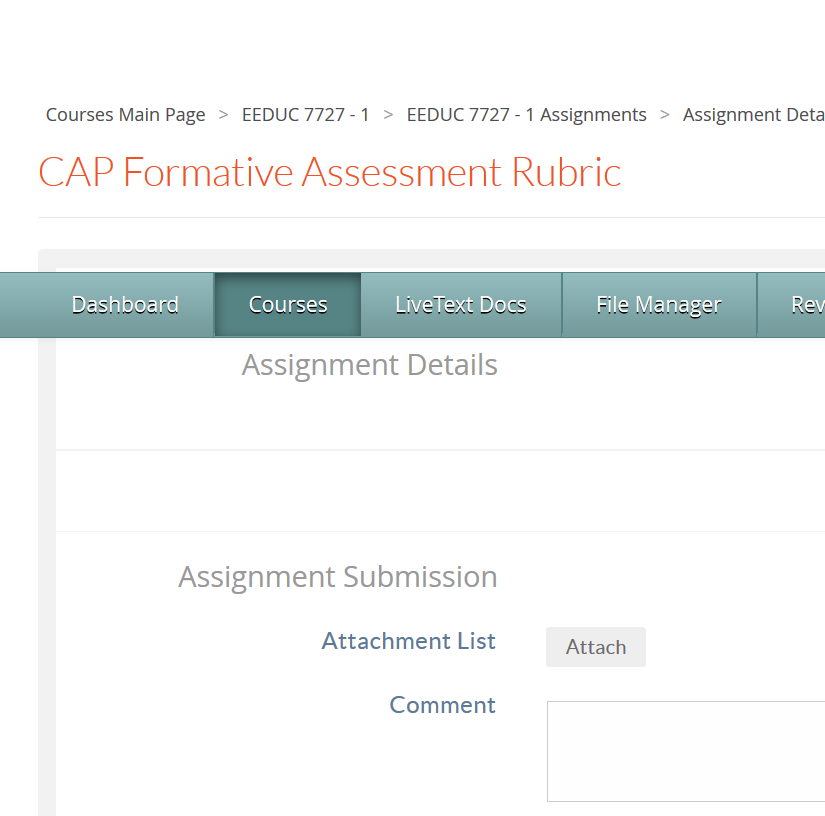 Courses Main Page > EEDUC 7727 - 1 > EEDUC 7727 - 1 Assignments > Assignment Deta
CAP Formative Assessment Rubric
Dashboard Courses LiveText Docs File Manager Rev
Assignment Details
Assignment Submission
Attachment List Attach
Comment